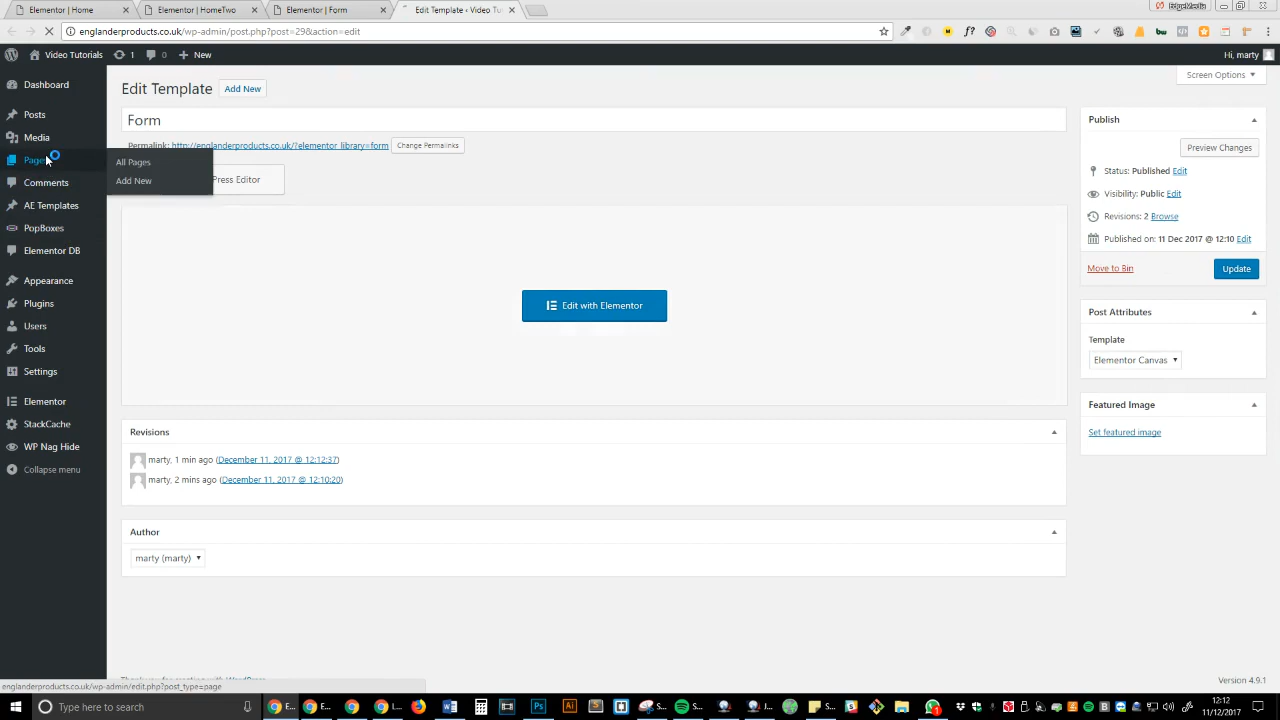 Elementor | Home
Elementor | HomeTwo
Elementor | Form
Edit Template ‹ Video Tu
englanderproducts.co.uk/wp-admin/post.php?post=29&action=edit
Video Tutorials
1
0
New
Hi, marty
Screen Options
Dashboard
Posts
Media
Pages
All Pages
Add New
Comments
AE Templates
PopBoxes
Elementor DB
Appearance
Plugins
Users
Tools
Settings
Elementor
StackCache
WP Nag Hide
Collapse menu
Edit Template
Add New
Form
Permalink: http://englanderproducts.co.uk/?elementor_library=form
Change Permalinks
Press Editor
Edit with Elementor
Revisions
marty, 1 min ago (December 11, 2017 @ 12:12:37)
marty, 2 mins ago (December 11, 2017 @ 12:10:20)
Author
marty (marty)
Publish
Preview Changes
Status: Published Edit
Visibility: Public Edit
Revisions: 2 Browse
Published on: 11 Dec 2017 @ 12:10 Edit
Move to Bin
Update
Post Attributes
Template
Elementor Canvas
Featured Image
Set featured image
Version 4.9.1
englanderproducts.co.uk/wp-admin/edit.php?post_type=page
Type here to search
12:12
11/12/2017